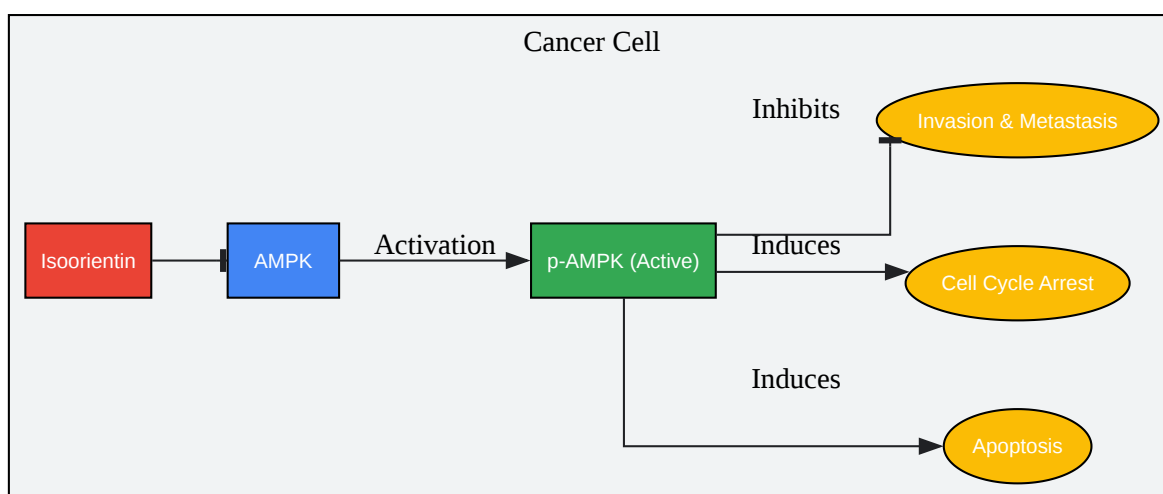 Cancer Cell
Inhibits
Invasion & Metastasis
Isoorientin
AMPK
Activation
p-AMPK (Active)
Induces
Cell Cycle Arrest
Induces
Apoptosis